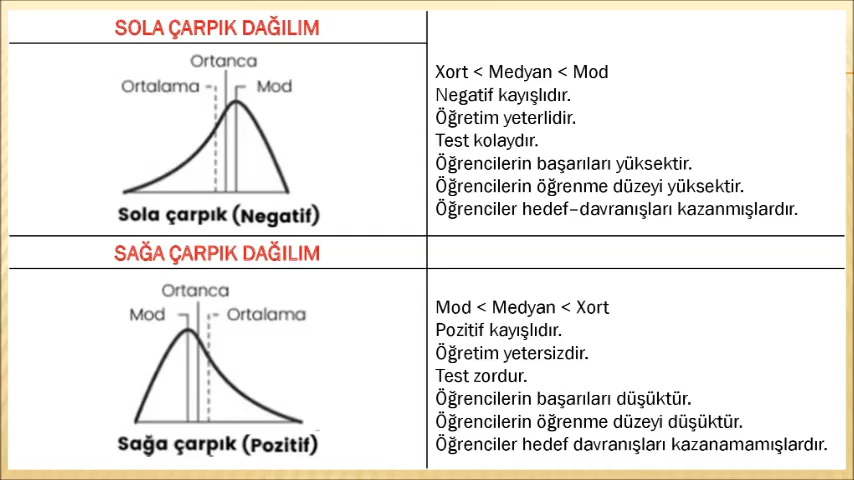 SOLA ÇARPIK DAĞILIM
Ortanca
Ortalama
Mod
Sola çarpık (Negatif)
Xort < Medyan < Mod
Negatif kayışlıdır.
Öğretim yeterlidir.
Test kolaydır.
Öğrencilerin başarıları yüksektir.
Öğrencilerin öğrenme düzeyi yüksektir.
Öğrenciler hedef–davranışları kazanmışlardır.
SAĞA ÇARPIK DAĞILIM
Ortanca
Mod
Ortalama
Sağa çarpık (Pozitif)
Mod < Medyan < Xort
Pozitif kayışlıdır.
Öğretim yetersizdir.
Test zordur.
Öğrencilerin başarıları düşüktür.
Öğrencilerin öğrenme düzeyi düşüktür.
Öğrenciler hedef davranışları kazanamamışlardır.